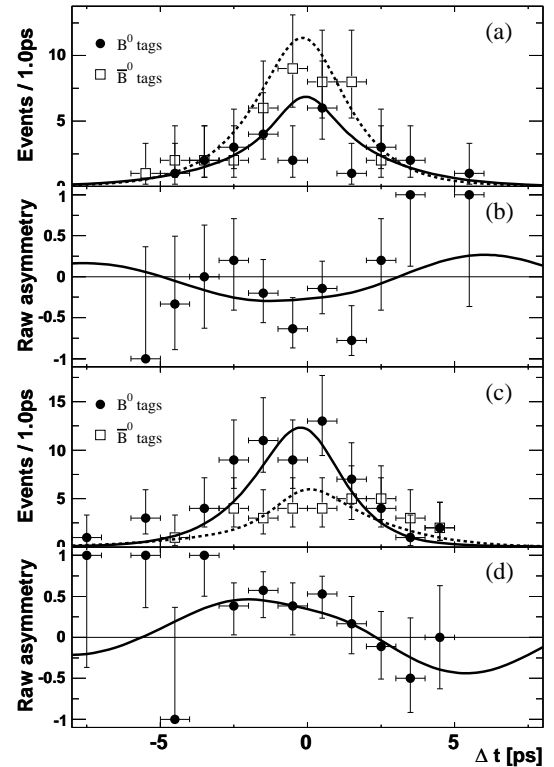 (a)
B⁰ tags
B̅⁰ tags
Events / 1.0ps
10
5
0
(b)
Raw asymmetry
1
0.5
0
-0.5
-1
(c)
B⁰ tags
B̅⁰ tags
Events / 1.0ps
15
10
5
0
(d)
Raw asymmetry
1
0.5
0
-0.5
-1
-5 0 5
Δ t [ps]